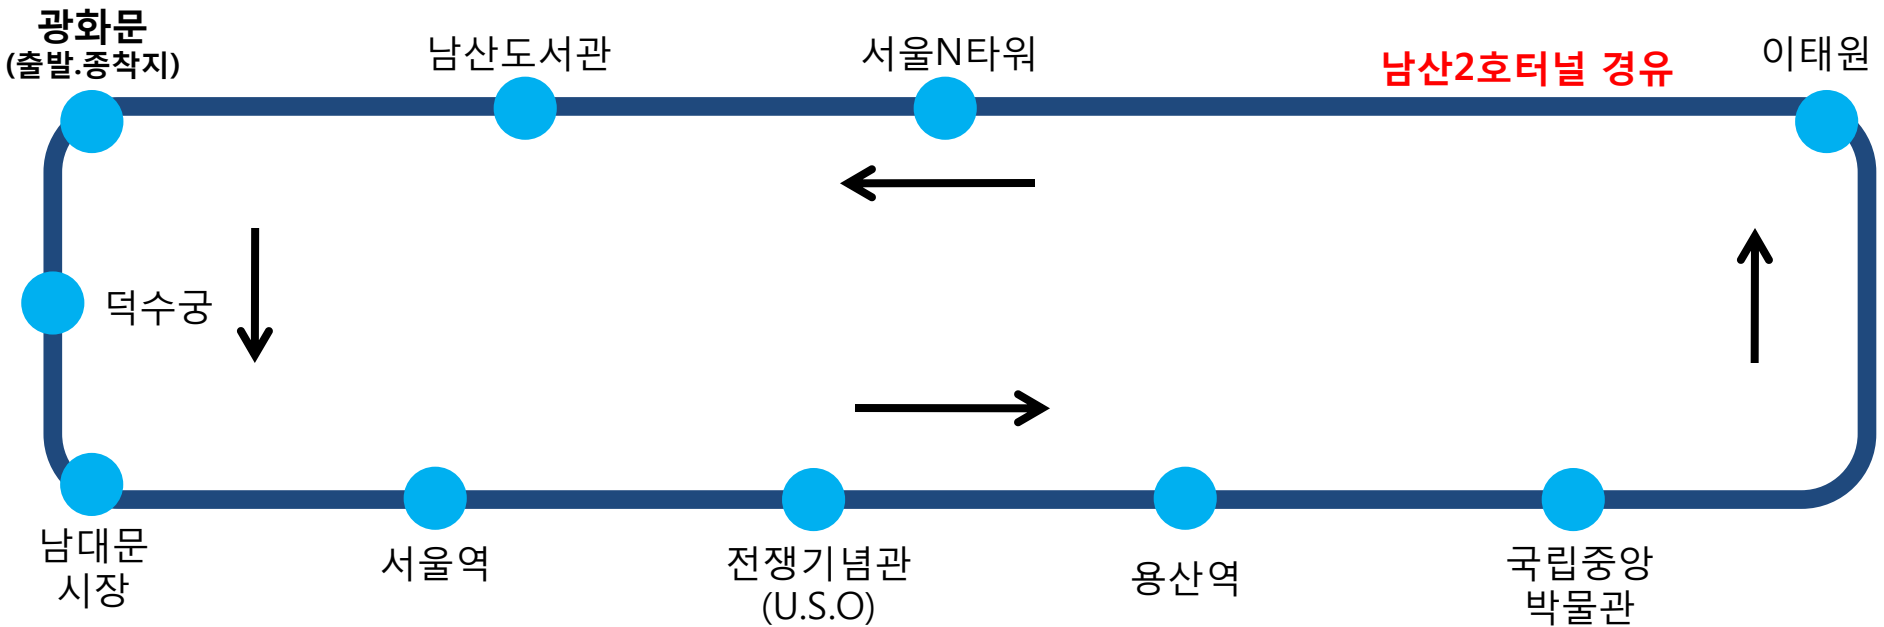 광화문
(출발.종착지)
남산도서관
서울N타워
남산2호터널 경유
이태원
덕수궁
남대문
시장
서울역
전쟁기념관
(U.S.O)
용산역
국립중앙
박물관